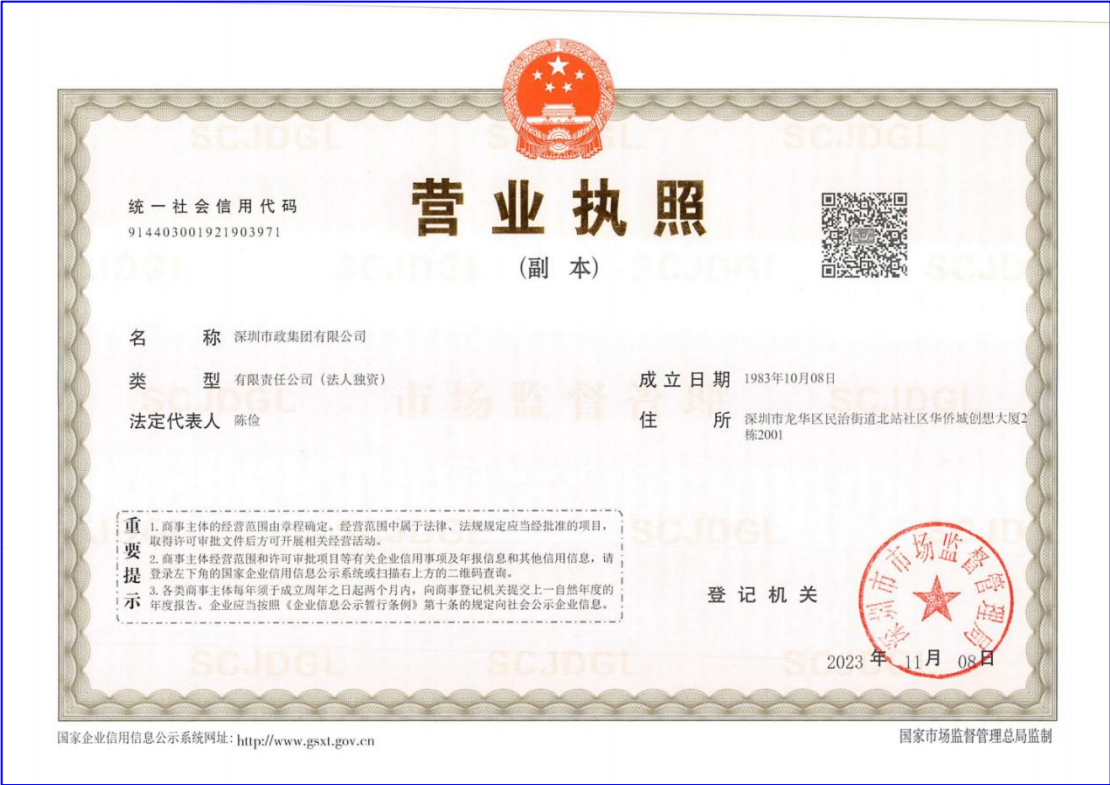 营业执照
(副 本)
统一社会信用代码
914403001921903971
名 称 深圳市政集团有限公司
类 型 有限责任公司（法人独资）
法定代表人 陈俭
成立日期 1983年10月08日
住 所 深圳市龙华区民治街道北站社区华侨城创想大厦2
栋2001
重要提示
1. 商事主体的经营范围由章程确定。经营范围中属于法律、法规规定应当经批准的项目，
取得许可审批文件后方可开展相关经营活动。
2. 商事主体经营范围和许可审批项目等有关企业信用事项及年报信息和其他信用信息，请
登录左下角的国家企业信用信息公示系统或扫描右上方的二维码查询。
3. 各类商事主体每年须于成立周年之日起两个月内，向商事登记机关提交上一自然年度的
年度报告。企业应当按照《企业信息公示暂行条例》第十条的规定向社会公示企业信息。
登记机关
深圳市市场监督管理局
2023 年 11月 08日
国家企业信用信息公示系统网址：http://www.gsxt.gov.cn
国家市场监督管理总局监制
SCJDGL
市场监督管理